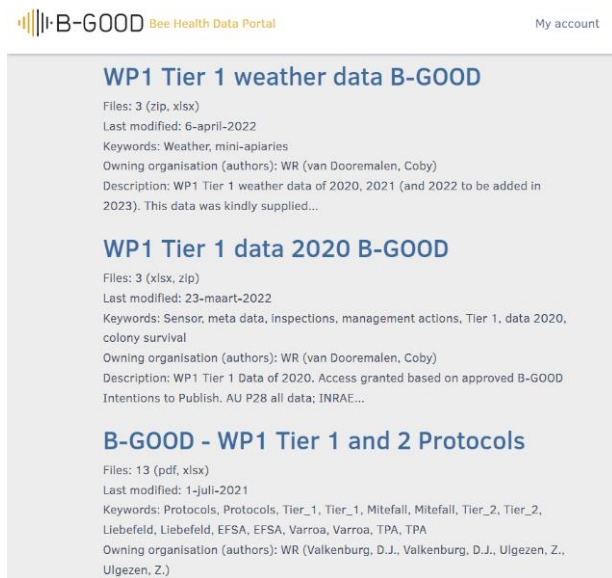 B-GOOD Bee Health Data Portal
My account
WP1 Tier 1 weather data B-GOOD
Files: 3 (zip, xlsx)
Last modified: 6-april-2022
Keywords: Weather, mini-apiaries
Owning organisation (authors): WR (van Dooremalen, Coby)
Description: WP1 Tier 1 weather data of 2020, 2021 (and 2022 to be added in
2023). This data was kindly supplied...
WP1 Tier 1 data 2020 B-GOOD
Files: 3 (xlsx, zip)
Last modified: 23-maart-2022
Keywords: Sensor, meta data, inspections, management actions, Tier 1, data 2020,
colony survival
Owning organisation (authors): WR (van Dooremalen, Coby)
Description: WP1 Tier 1 Data of 2020. Access granted based on approved B-GOOD
Intentions to Publish. AU P28 all data; INRAE...
B-GOOD - WP1 Tier 1 and 2 Protocols
Files: 13 (pdf, xlsx)
Last modified: 1-juli-2021
Keywords: Protocols, Protocols, Tier_1, Tier_1, Mitefall, Mitefall, Tier_2, Tier_2,
Liebefeld, Liebefeld, EFSA, EFSA, Varroa, Varroa, TPA, TPA
Owning organisation (authors): WR (Valkenburg, D.J., Valkenburg, D.J., Ulgezen, Z.,
Ulgezen, Z.)